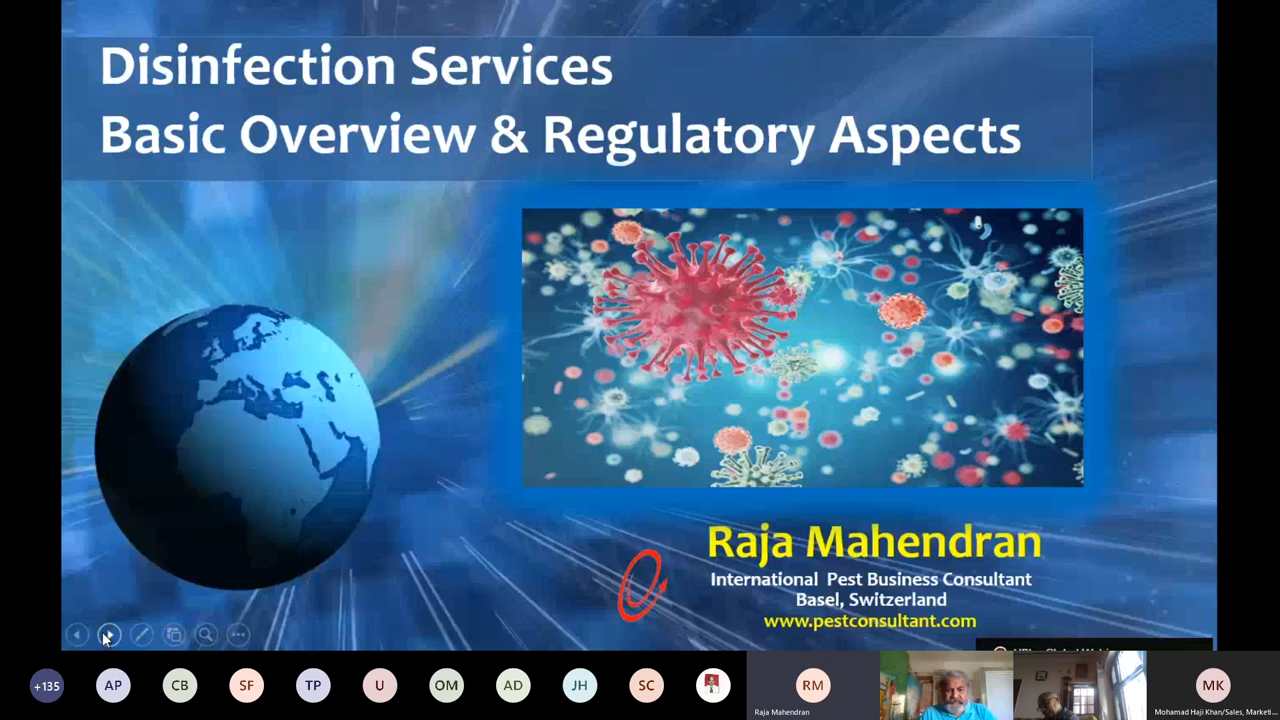 Disinfection Services
Basic Overview & Regulatory Aspects
Raja Mahendran
International Pest Business Consultant
Basel, Switzerland
www.pestconsultant.com
+135
AP
CB
SF
TP
U
OM
AD
JH
SC
RM
MK
Raja Mahendran
Mohamad Haji Khan/Sales, Marketi...